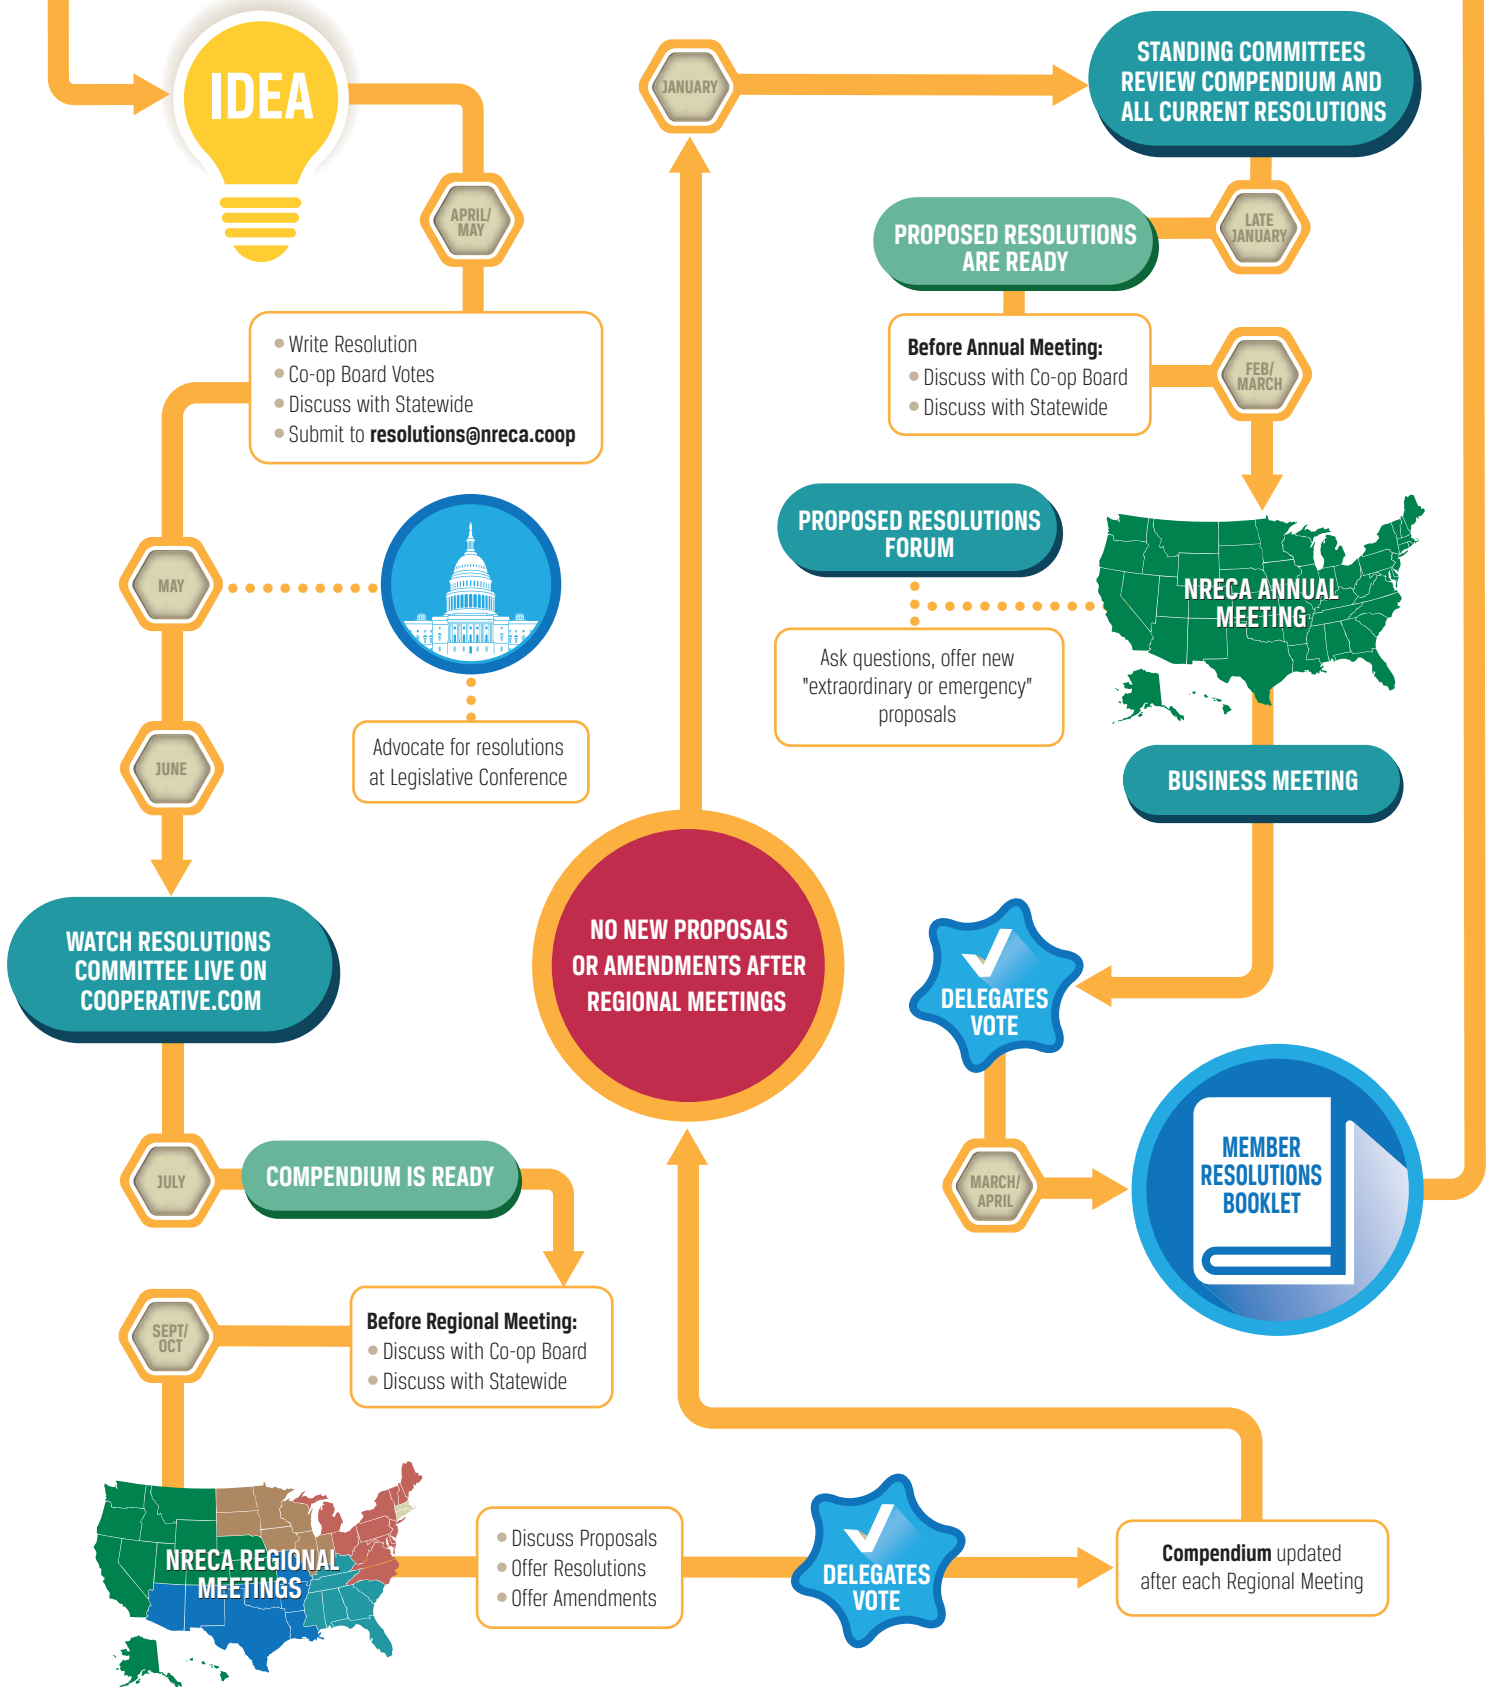 IDEA
APRIL/
MAY
• Write Resolution
• Co-op Board Votes
• Discuss with Statewide
• Submit to resolutions@nreca.coop
MAY
Advocate for resolutions
at Legislative Conference
JUNE
WATCH RESOLUTIONS
COMMITTEE LIVE ON
COOPERATIVE.COM
JULY
COMPENDIUM IS READY
Before Regional Meeting:
• Discuss with Co-op Board
• Discuss with Statewide
SEPT/
OCT
NRECA REGIONAL
MEETINGS
• Discuss Proposals
• Offer Resolutions
• Offer Amendments
DELEGATES
VOTE
Compendium updated
after each Regional Meeting
NO NEW PROPOSALS
OR AMENDMENTS AFTER
REGIONAL MEETINGS
JANUARY
STANDING COMMITTEES
REVIEW COMPENDIUM AND
ALL CURRENT RESOLUTIONS
LATE
JANUARY
PROPOSED RESOLUTIONS
ARE READY
Before Annual Meeting:
• Discuss with Co-op Board
• Discuss with Statewide
FEB/
MARCH
NRECA ANNUAL
MEETING
PROPOSED RESOLUTIONS
FORUM
Ask questions, offer new
"extraordinary or emergency"
proposals
BUSINESS MEETING
DELEGATES
VOTE
MARCH/
APRIL
MEMBER
RESOLUTIONS
BOOKLET